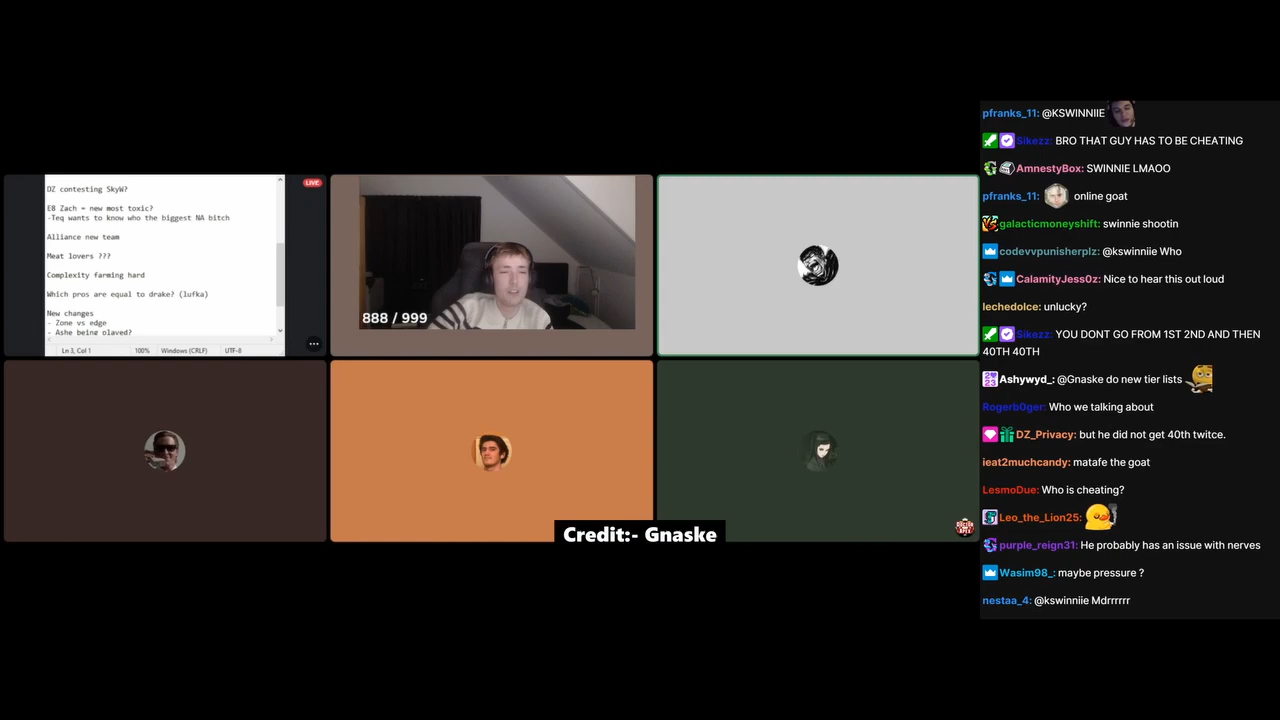 DZ contesting SkyW?
E8 Zach = new most toxic?
-Teq wants to know who the biggest NA bitch
Alliance new team
Meat lovers ???
Complexity farming hard
Which pros are equal to drake? (lufka)
New changes
- Zone vs edge
- Ashe being played?
Ln 3, Col 1 100% Windows (CRLF) UTF-8
LIVE
888 / 999
Credit:- Gnaske
pfranks_11: @KSWINNIIE
Sikezz: BRO THAT GUY HAS TO BE CHEATING
AmnestyBox: SWINNIE LMAOO
pfranks_11: online goat
galacticmoneyshift: swinnie shootin
codevvpunisherplz: @kswinniie Who
CalamityJess0z: Nice to hear this out loud
lechedolce: unlucky?
Sikezz: YOU DONT GO FROM 1ST 2ND AND THEN
40TH 40TH
Ashywyd_: @Gnaske do new tier lists
Rogerb0ger: Who we talking about
DZ_Privacy: but he did not get 40th twitce.
ieat2muchcandy: matafe the goat
LesmoDue: Who is cheating?
Leo_the_Lion25:
purple_reign31: He probably has an issue with nerves
Wasim98_: maybe pressure ?
nestaa_4: @kswinniie Mdrrrrrr